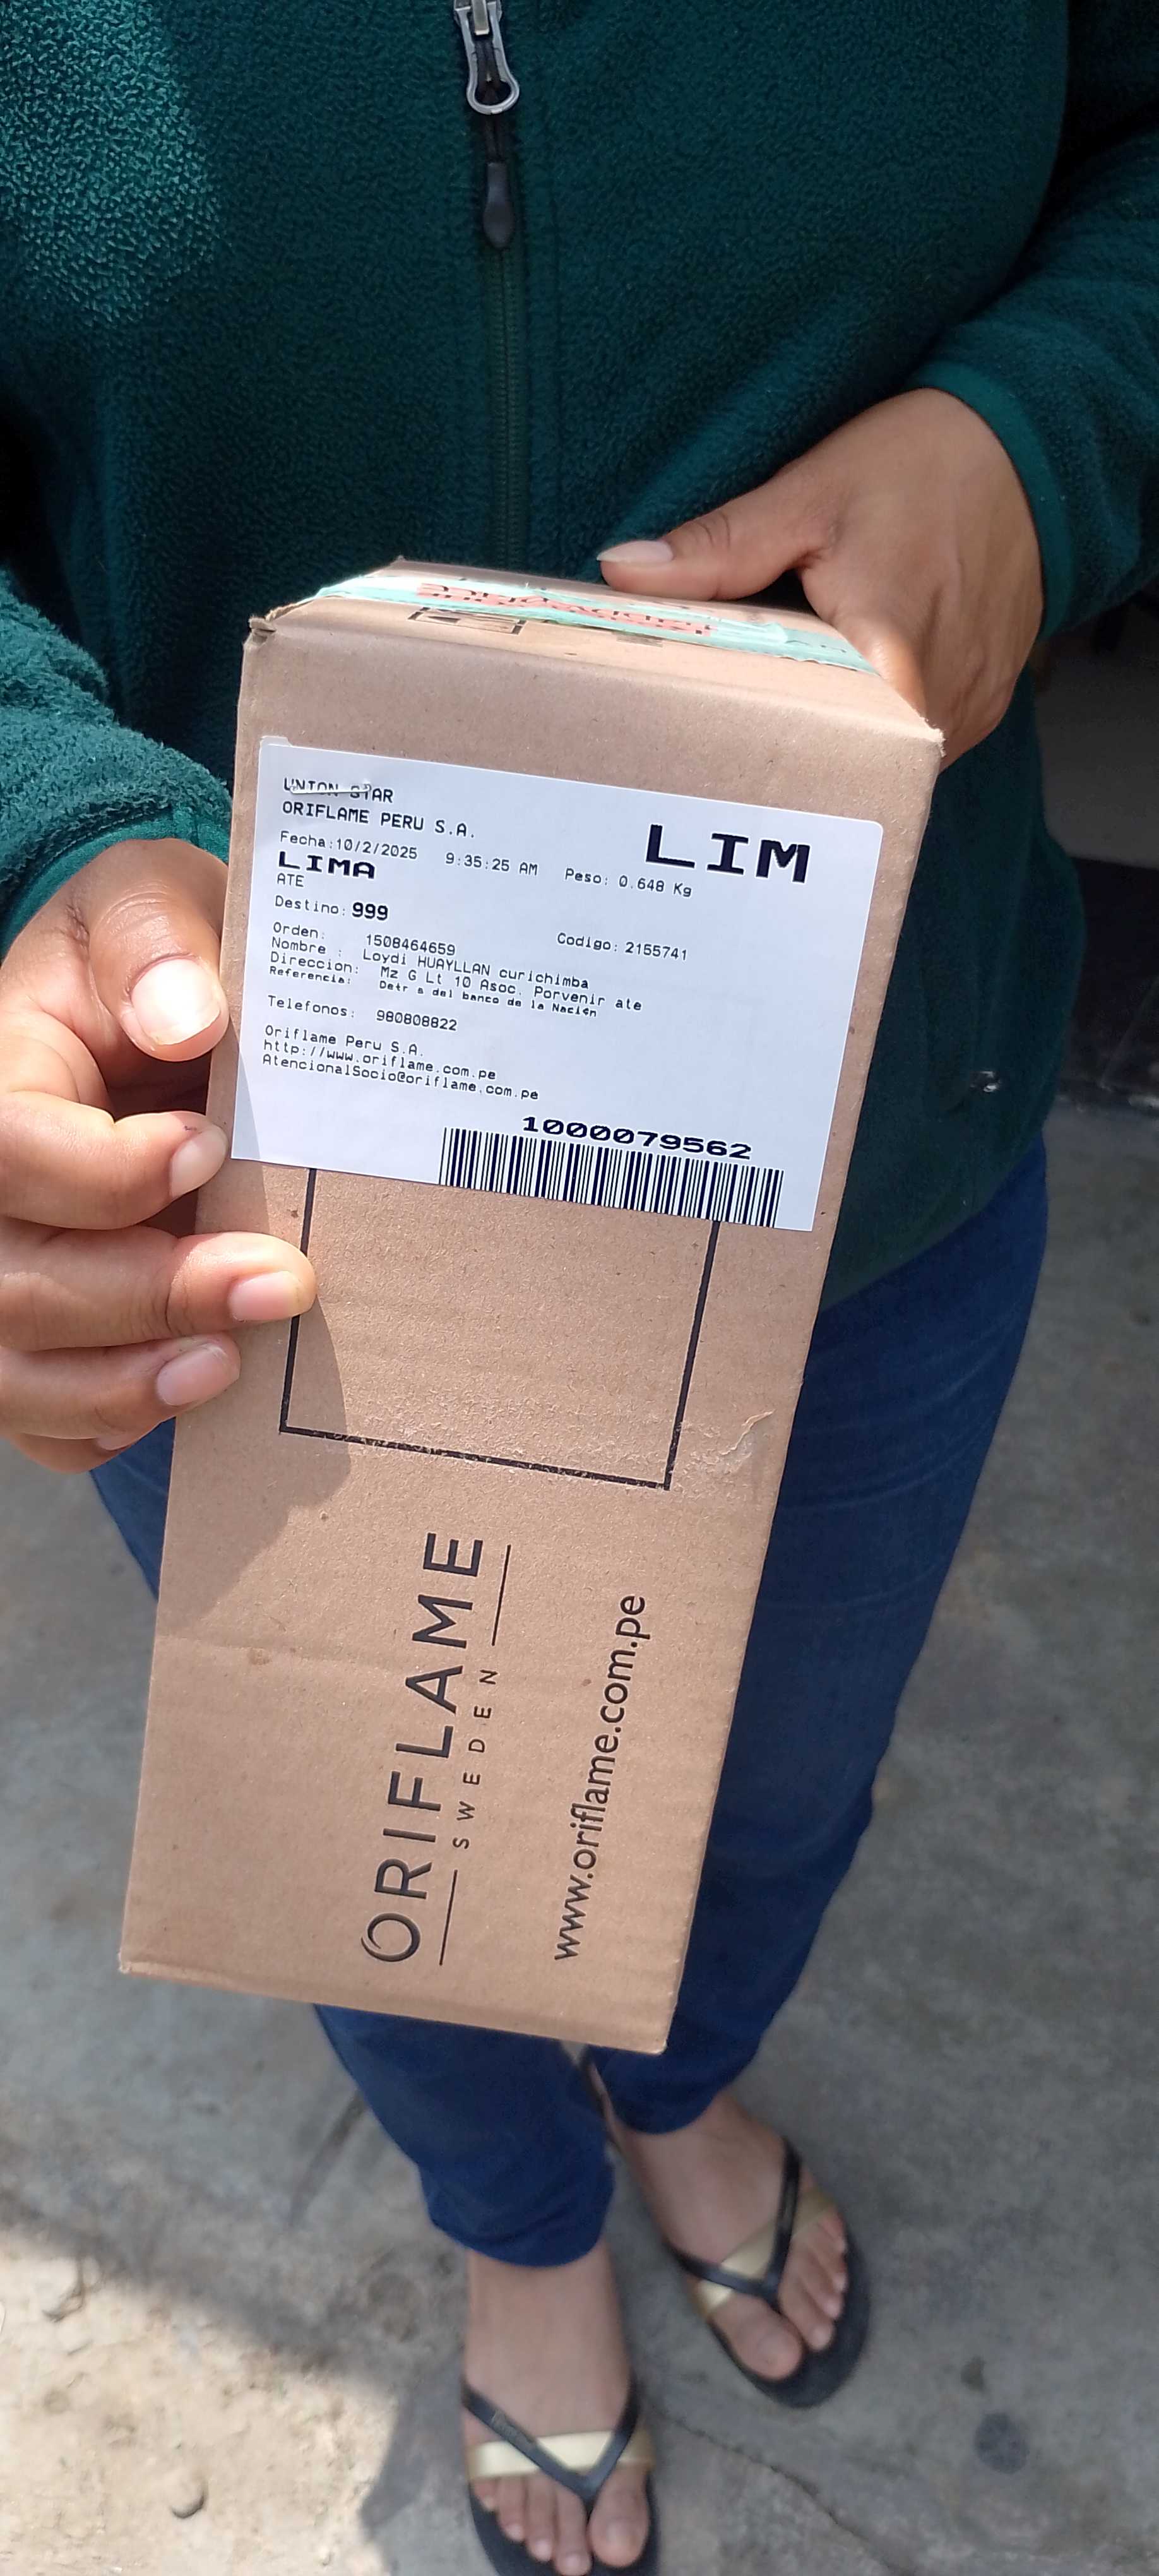 UNION STAR
ORIFLAME PERU S.A.
LIM
Fecha:10/2/2025 9:35:25 AM Peso: 0.648 Kg
LIMA
ATE
Destino: 999
Orden: 1508464659 Codigo: 2155741
Nombre : Loydi HUAYLLAN curichimba
Direccion: Mz G Lt 10 Asoc. Porvenir ate
Referencia: Detr s del banco de la Nación
Telefonos: 980808822
Oriflame Peru S.A.
http://www.oriflame.com.pe
AtencionalSocio@oriflame.com.pe
1000079562
ORIFLAME
SWEDEN
www.oriflame.com.pe